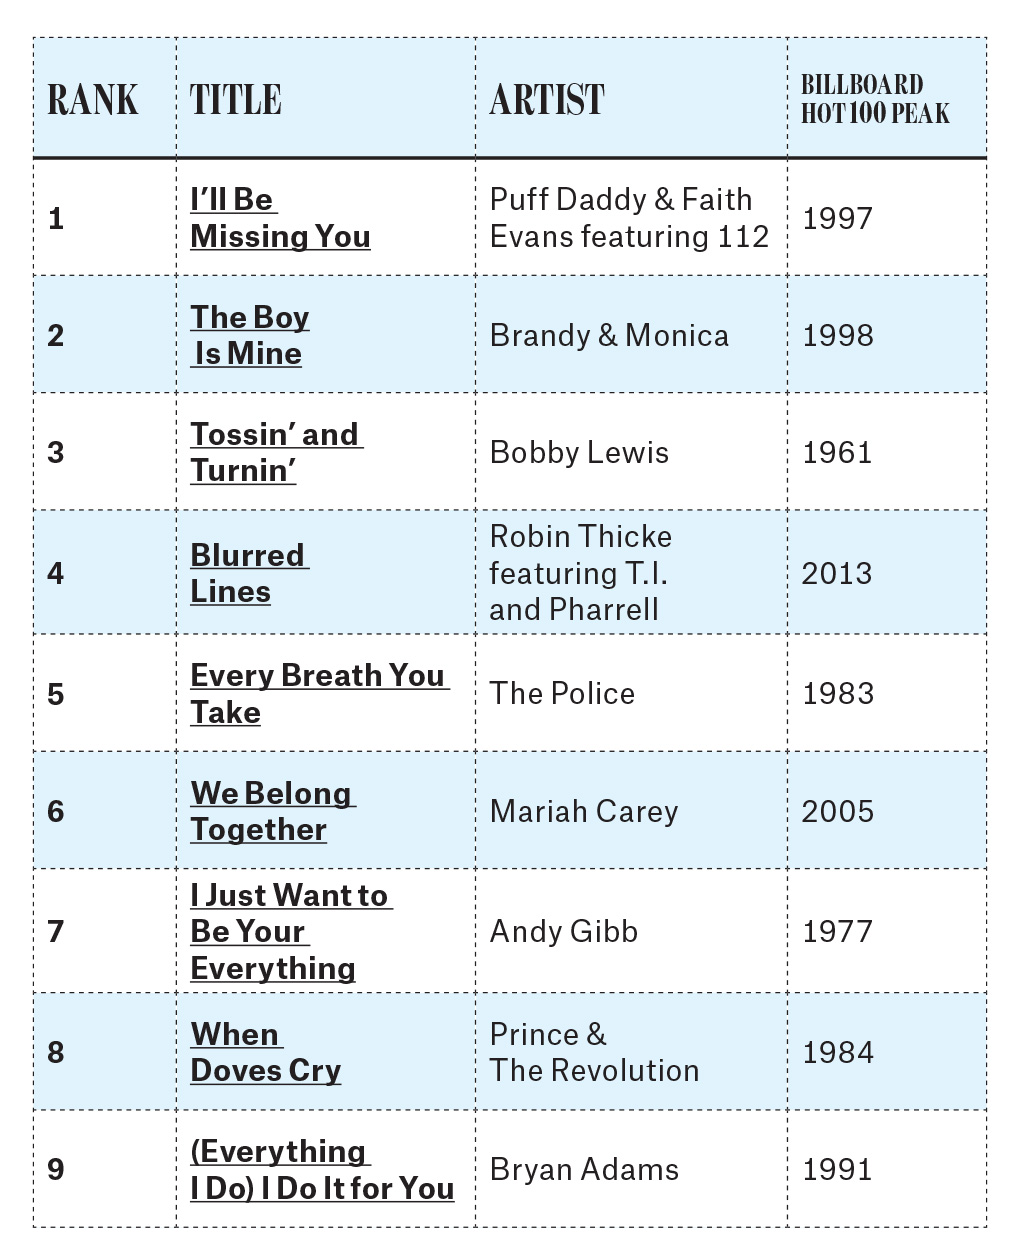 RANK
TITLE
ARTIST
BILLBOARD
HOT 100 PEAK
1
I’ll Be
Missing You
Puff Daddy & Faith
Evans featuring 112
1997
2
The Boy
Is Mine
Brandy & Monica
1998
3
Tossin’ and
Turnin’
Bobby Lewis
1961
4
Blurred
Lines
Robin Thicke
featuring T.I.
and Pharrell
2013
5
Every Breath You
Take
The Police
1983
6
We Belong
Together
Mariah Carey
2005
7
I Just Want to
Be Your
Everything
Andy Gibb
1977
8
When
Doves Cry
Prince &
The Revolution
1984
9
(Everything
I Do) I Do It for You
Bryan Adams
1991